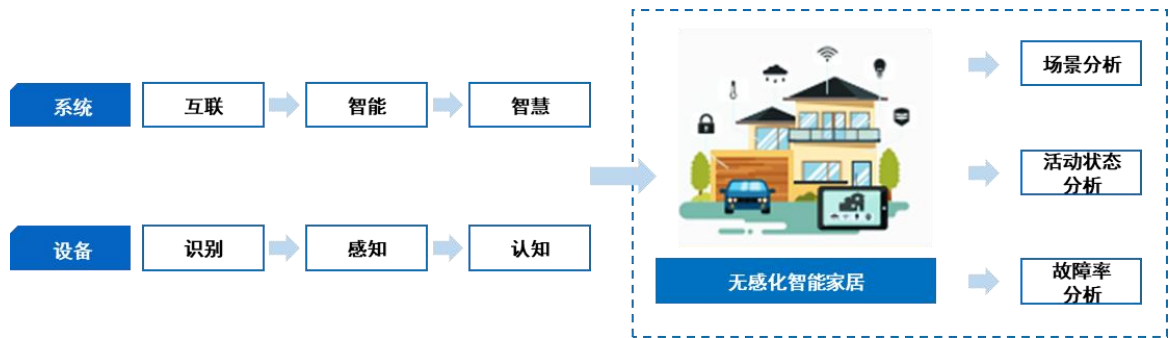 系统
互联
智能
智慧
设备
识别
感知
认知
无感化智能家居
场景分析
活动状态
分析
故障率
分析